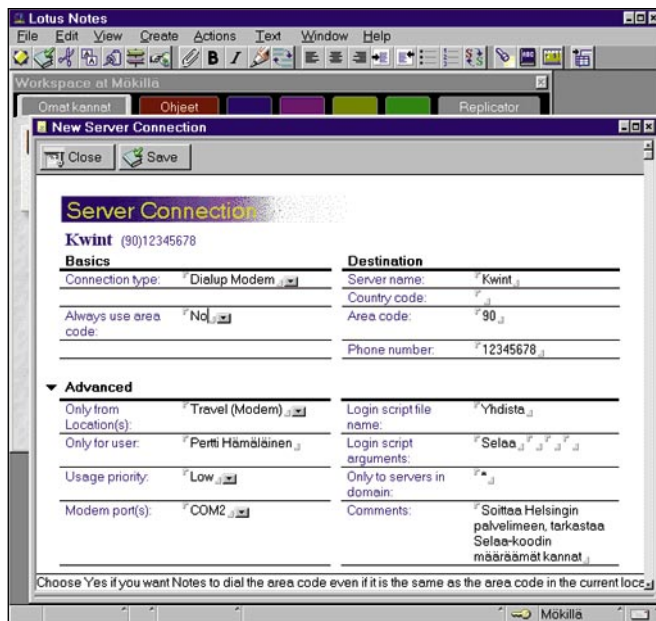 Lotus Notes
File Edit View Create Actions Text Window Help
Workspace at Mökillä
Omat kannat Ohjeet Replicator
New Server Connection
Close Save
Server Connection
Kwint (90)12345678
Basics Destination
Connection type: Dialup Modem Server name: Kwint
Country code:
Always use area No Area code: 90
code:
Phone number: 12345678
Advanced
Only from Travel (Modem) Login script file Yhdista
Location(s): name:
Only for user: Pertti Hämäläinen Login script Selaa
arguments:
Usage priority: Low Only to servers in *
domain:
Modem port(s): COM2 Comments: Soittaa Helsingin
palvelimeen, tarkastaa
Selaa-koodin
määräämät kannat
Choose Yes if you want Notes to dial the area code even if it is the same as the area code in the current loca
Mökillä